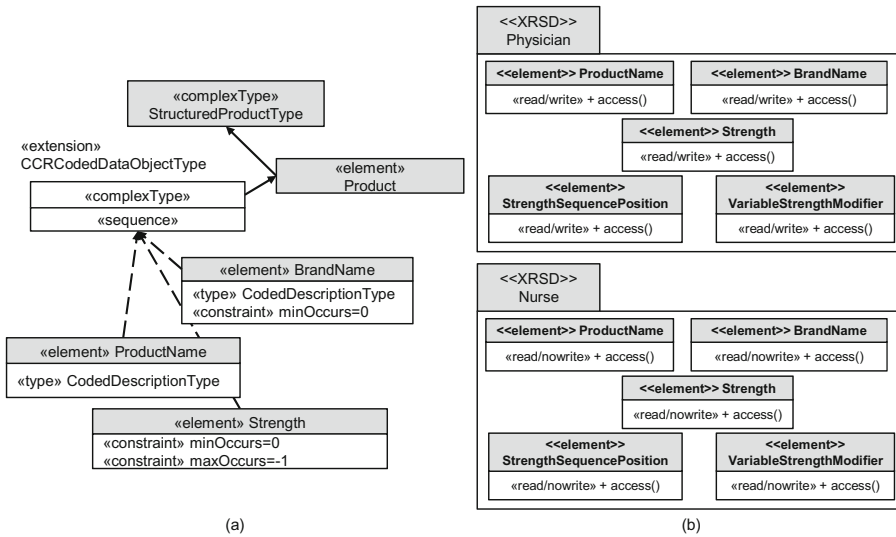 «complexType»
StructuredProductType
«extension»
CCRCodedDataObjectType
«complexType»
«sequence»
«element»
Product
«element» BrandName
«type» CodedDescriptionType
«constraint» minOccurs=0
«element» ProductName
«type» CodedDescriptionType
«element» Strength
«constraint» minOccurs=0
«constraint» maxOccurs=-1
(a)
<<XRSD>>
Physician
<<element>> ProductName
«read/write» + access()
<<element>> BrandName
«read/write» + access()
<<element>> Strength
«read/write» + access()
<<element>>
StrengthSequencePosition
«read/write» + access()
<<element>>
VariableStrengthModifier
«read/write» + access()
<<XRSD>>
Nurse
<<element>> ProductName
«read/nowrite» + access()
<<element>> BrandName
«read/nowrite» + access()
<<element>> Strength
«read/nowrite» + access()
<<element>>
StrengthSequencePosition
«read/nowrite» + access()
<<element>>
VariableStrengthModifier
«read/nowrite» + access()
(b)